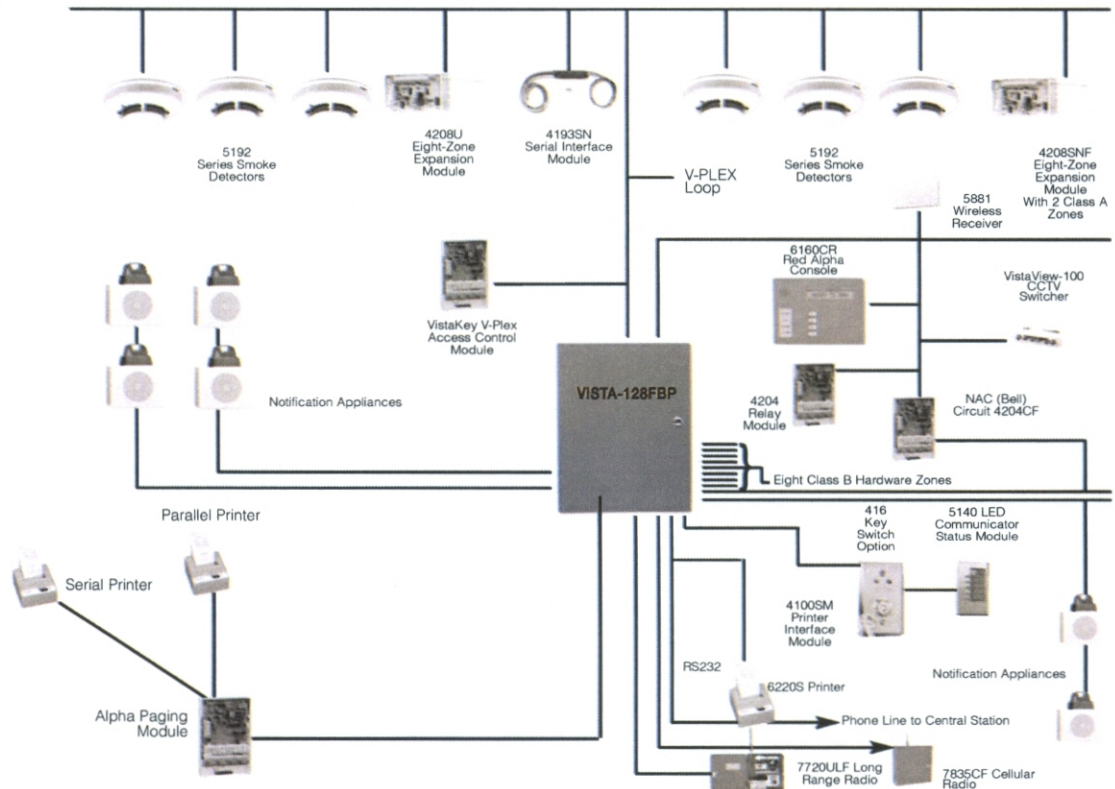 5192
Series Smoke
Detectors
4208U
Eight-Zone
Expansion
Module
4193SN
Serial Interface
Module
V-PLEX
Loop
5192
Series Smoke
Detectors
4208SNF
Eight-Zone
Expansion
Module
With 2 Class A
Zones
5881
Wireless
Receiver
6160CR
Red Alpha
Console
VistaView-100
CCTV
Switcher
VistaKey V-Plex
Access Control
Module
VISTA-128FBP
Notification Appliances
4204
Relay
Module
NAC (Bell)
Circuit 4204CF
Eight Class B Hardware Zones
Parallel Printer
Serial Printer
416
Key
Switch
Option
5140 LED
Communicator
Status Module
4100SM
Printer
Interface
Module
RS232
6220S Printer
Notification Appliances
Alpha Paging
Module
Phone Line to Central Station
7720ULF Long
Range Radio
7835CF Cellular
Radio